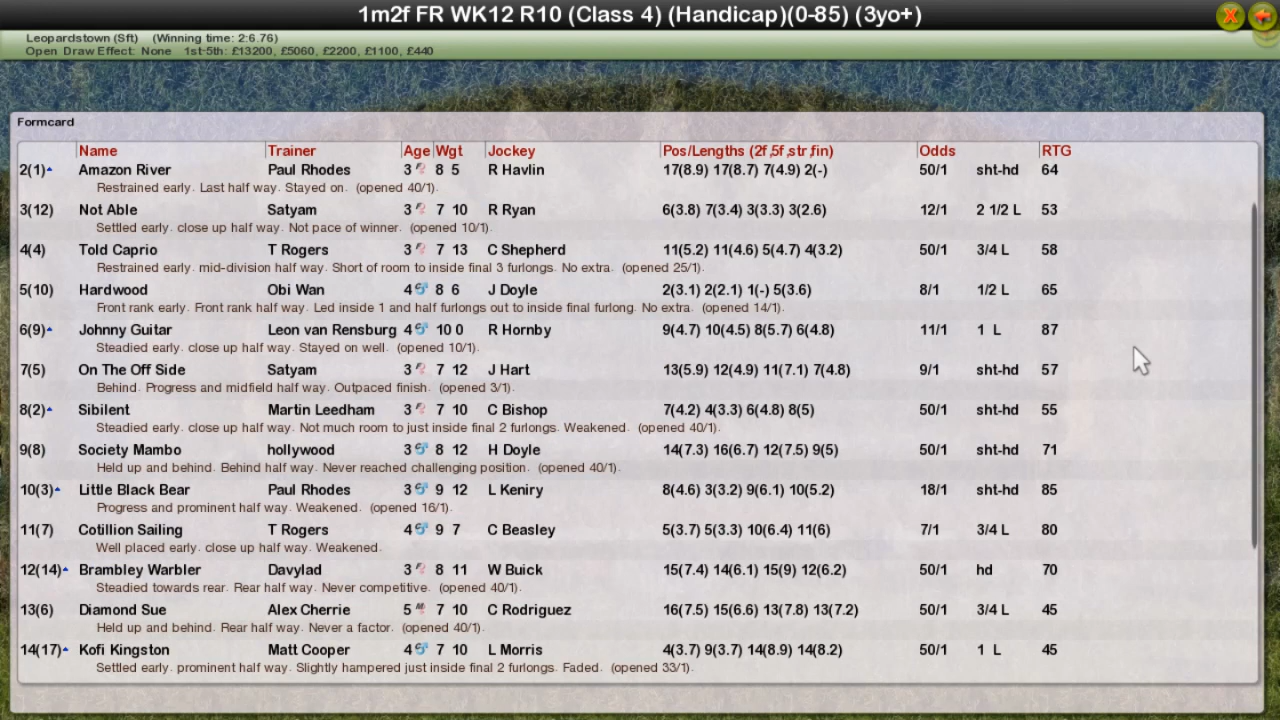 1m2f FR WK12 R10 (Class 4) (Handicap)(0-85) (3yo+)
Leopardstown (Sft) (Winning time: 2:6.76)
Open Draw Effect: None 1st-5th: £13200, £5060, £2200, £1100, £440
Formcard
Name Trainer Age Wgt Jockey Pos/Lengths (2f,5f,str,fin) Odds RTG
2(1) Amazon River Paul Rhodes 3 8 5 R Havlin 17(8.9) 17(8.7) 7(4.9) 2(-) 50/1 sht-hd 64
Restrained early. Last half way. Stayed on. (opened 40/1).
3(12) Not Able Satyam 3 7 10 R Ryan 6(3.8) 7(3.4) 3(3.3) 3(2.6) 12/1 2 1/2 L 53
Settled early. close up half way. Not pace of winner. (opened 10/1).
4(4) Told Caprio T Rogers 3 7 13 C Shepherd 11(5.2) 11(4.6) 5(4.7) 4(3.2) 50/1 3/4 L 58
Restrained early. mid-division half way. Short of room to inside final 3 furlongs. No extra. (opened 25/1).
5(10) Hardwood Obi Wan 4 8 6 J Doyle 2(3.1) 2(2.1) 1(-) 5(3.6) 8/1 1/2 L 65
Front rank early. Front rank half way. Led inside 1 and half furlongs out to inside final furlong. No extra. (opened 14/1).
6(9) Johnny Guitar Leon van Rensburg 4 10 0 R Hornby 9(4.7) 10(4.5) 8(5.7) 6(4.8) 11/1 1 L 87
Steadied early. close up half way. Stayed on well. (opened 10/1).
7(5) On The Off Side Satyam 3 7 12 J Hart 13(5.9) 12(4.9) 11(7.1) 7(4.8) 9/1 sht-hd 57
Behind. Progress and midfield half way. Outpaced finish. (opened 3/1).
8(2) Sibilent Martin Leedham 3 7 10 C Bishop 7(4.2) 4(3.3) 6(4.8) 8(5) 50/1 sht-hd 55
Steadied early. close up half way. Not much room to just inside final 2 furlongs. Weakened. (opened 40/1).
9(8) Society Mambo hollywood 3 8 12 H Doyle 14(7.3) 16(6.7) 12(7.5) 9(5) 50/1 sht-hd 71
Held up and behind. Behind half way. Never reached challenging position. (opened 40/1).
10(3) Little Black Bear Paul Rhodes 3 9 12 L Keniry 8(4.6) 3(3.2) 9(6.1) 10(5.2) 18/1 sht-hd 85
Progress and prominent half way. Weakened. (opened 16/1).
11(7) Cotillion Sailing T Rogers 4 9 7 C Beasley 5(3.7) 5(3.3) 10(6.4) 11(6) 7/1 3/4 L 80
Well placed early. close up half way. Weakened.
12(14) Brambley Warbler Davylad 3 8 11 W Buick 15(7.4) 14(6.1) 15(9) 12(6.2) 50/1 hd 70
Steadied towards rear. Rear half way. Never competitive. (opened 40/1).
13(6) Diamond Sue Alex Cherrie 5 7 10 C Rodriguez 16(7.5) 15(6.6) 13(7.8) 13(7.2) 50/1 3/4 L 45
Held up and behind. Rear half way. Never a factor. (opened 40/1).
14(17) Kofi Kingston Matt Cooper 4 7 10 L Morris 4(3.7) 9(3.7) 14(8.9) 14(8.2) 50/1 1 L 45
Settled early. prominent half way. Slightly hampered just inside final 2 furlongs. Faded. (opened 33/1).